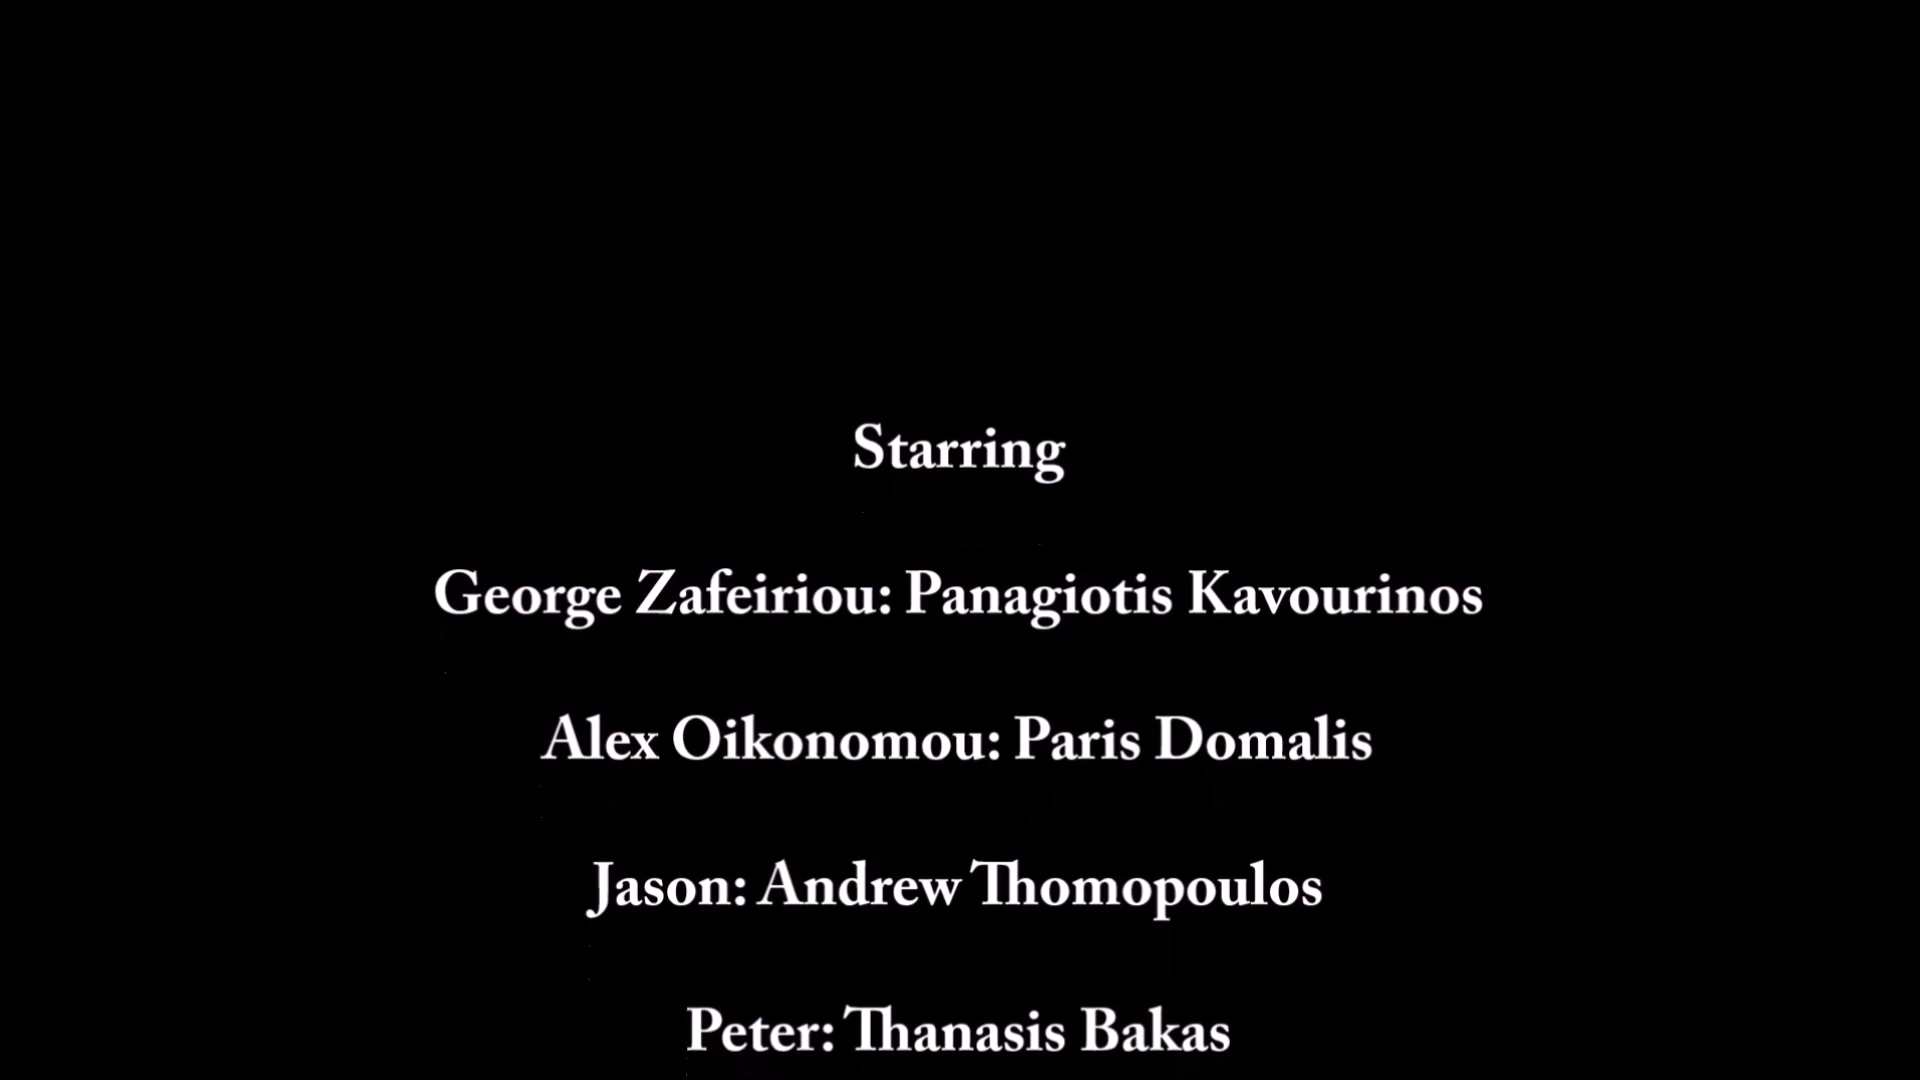 Starring
George Zafeiriou: Panagiotis Kavourinos
Alex Oikonomou: Paris Domalis
Jason: Andrew Thomopoulos
Peter: Thanasis Bakas